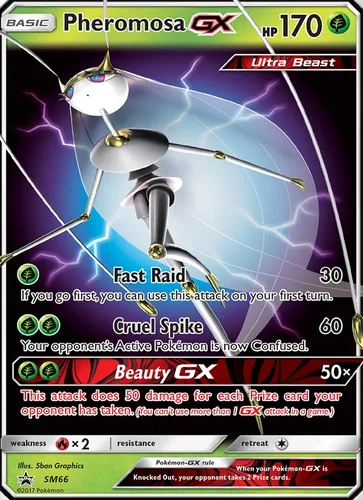 BASIC Pheromosa GX HP 170
Ultra Beast
Fast Raid 30
If you go first, you can use this attack on your first turn.
Cruel Spike 60
Your opponent's Active Pokémon is now Confused.
Beauty GX 50×
This attack does 50 damage for each Prize card your
opponent has taken. (You can't use more than 1 GX attack in a game.)
weakness × 2 resistance retreat
Illus. 5ban Graphics
SM66
©2017 Pokémon
Pokémon-GX rule
When your Pokémon-GX is
Knocked Out, your opponent takes 2 Prize cards.